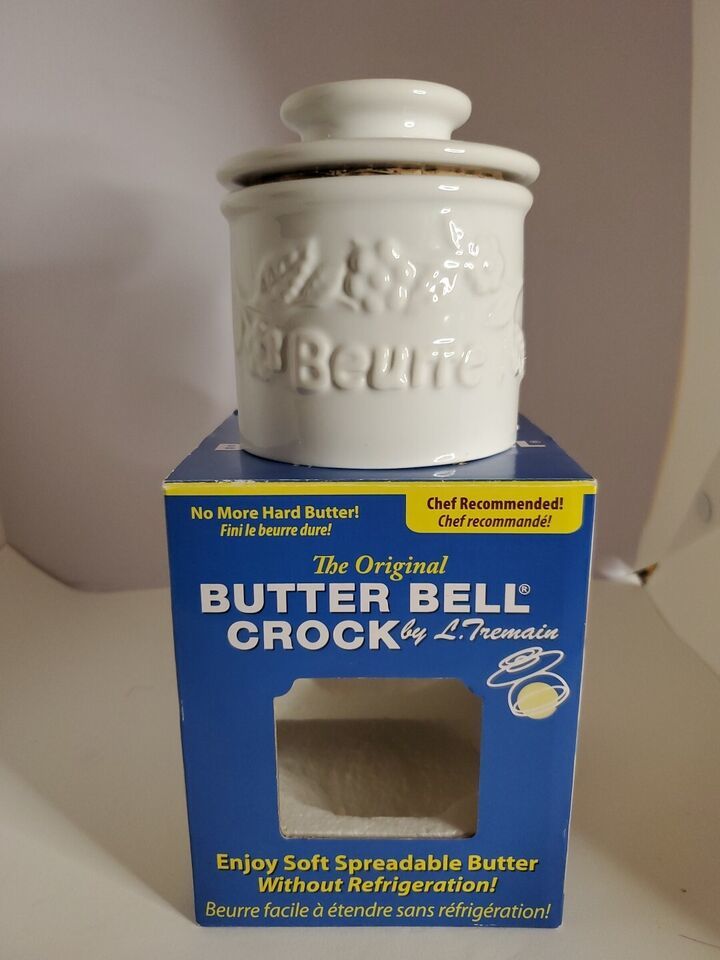 Beurre
No More Hard Butter!
Fini le beurre dure!
Chef Recommended!
Chef recommandé!
The Original
BUTTER BELL®
CROCK by L. Tremain
Enjoy Soft Spreadable Butter
Without Refrigeration!
Beurre facile à étendre sans réfrigération!